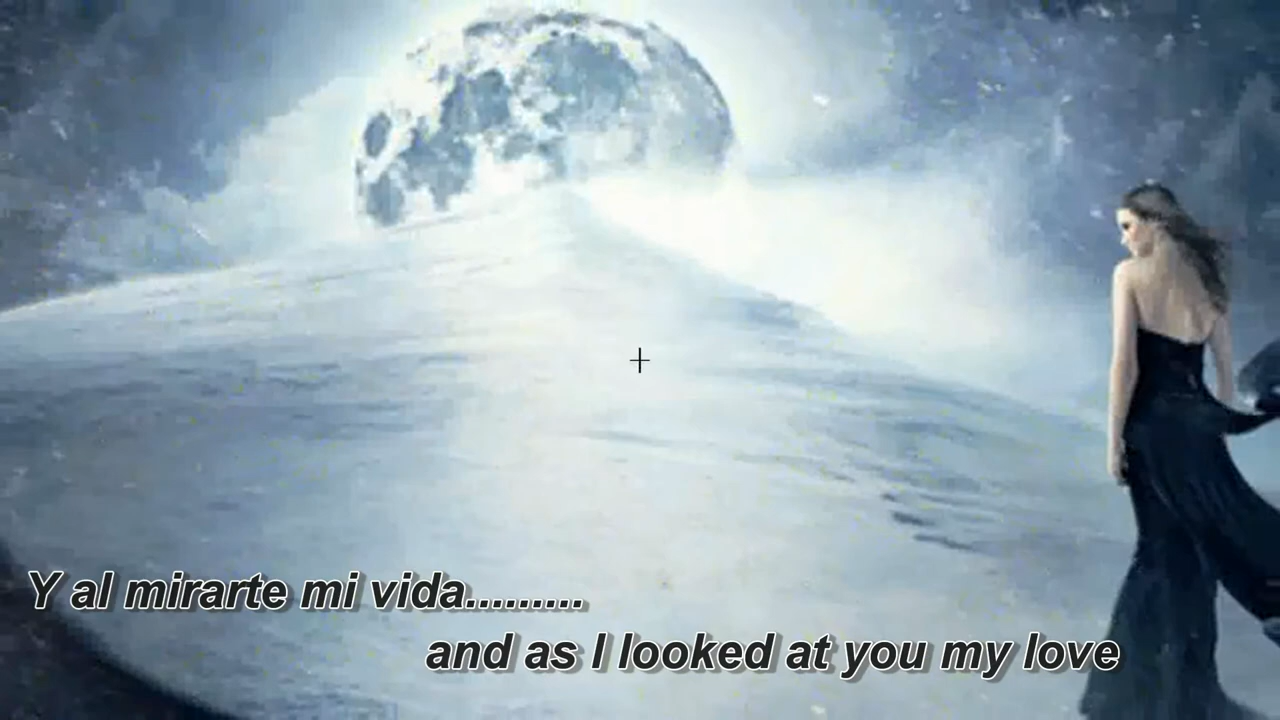 Y al mirarte mi vida.........
and as I looked at you my love